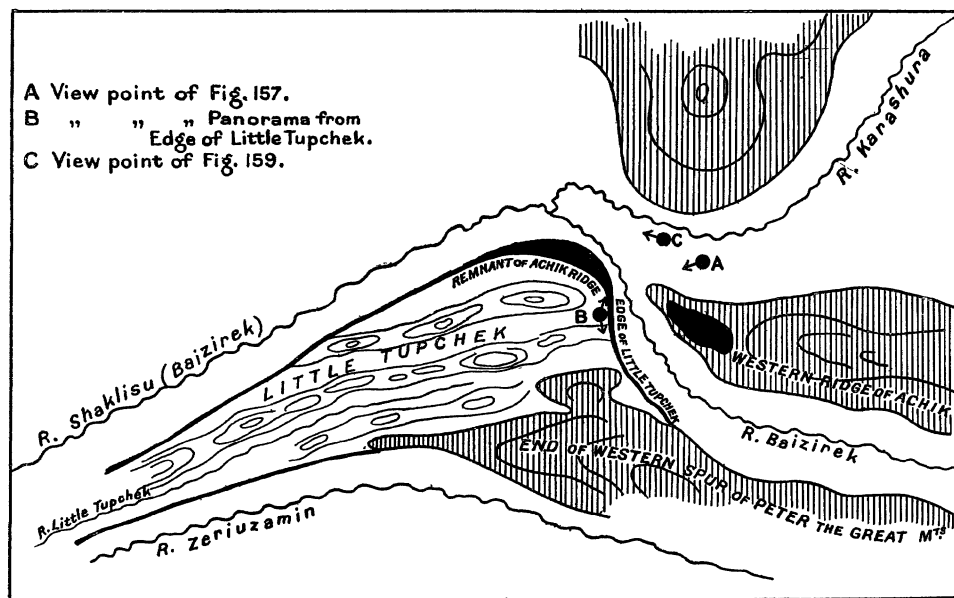 A View point of Fig. 157.
B „ „ „ Panorama from
Edge of Little Tupchek.
C View point of Fig. 159.
Q
R. Karashura
C
A
REMNANT OF ACHIK RIDGE
B
EDGE OF LITTLE TUPCHEK
LITTLE TUPCHEK
R. Shaklisu (Baizirek)
WESTERN RIDGE OF ACHIK
R. Baizirek
END OF WESTERN SPUR OF PETER THE GREAT MTS
R. Little Tupchek
R. Zeriuzamin